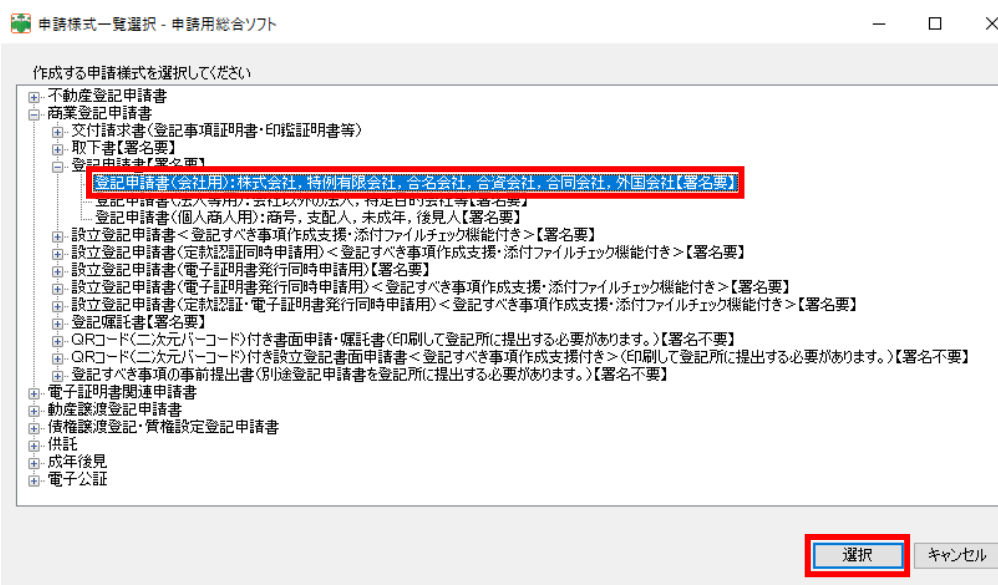 申請様式一覧選択 - 申請用総合ソフト
作成する申請様式を選択してください
不動産登記申請書
商業登記申請書
交付請求書(登記事項証明書・印鑑証明書等)
取下書【署名要】
登記申請書【署名要】
登記申請書(会社用):株式会社, 特例有限会社, 合名会社, 合資会社, 合同会社, 外国会社【署名要】
登記申請書(法人等用):会社以外の法人, 特定目的会社等【署名要】
登記申請書(個人商人用):商号, 支配人, 未成年, 後見人【署名要】
設立登記申請書<登記すべき事項作成支援・添付ファイルチェック機能付き>【署名要】
設立登記申請書(定款認証同時申請用)<登記すべき事項作成支援・添付ファイルチェック機能付き>【署名要】
設立登記申請書(電子証明書発行同時申請用)【署名要】
設立登記申請書(電子証明書発行同時申請用)<登記すべき事項作成支援・添付ファイルチェック機能付き>【署名要】
設立登記申請書(定款認証・電子証明書発行同時申請用)<登記すべき事項作成支援・添付ファイルチェック機能付き>【署名要】
登記嘱託書【署名要】
QRコード(二次元バーコード)付き書面申請・嘱託書(印刷して登記所に提出する必要があります。)【署名不要】
QRコード(二次元バーコード)付き設立登記書面申請書<登記すべき事項作成支援付き>(印刷して登記所に提出する必要があります。)【署名不要】
登記すべき事項の事前提出書(別途登記申請書を登記所に提出する必要があります。)【署名不要】
電子証明書関連申請書
動産譲渡登記申請書
債権譲渡登記・質権設定登記申請書
供託
成年後見
電子公証
選択
キャンセル